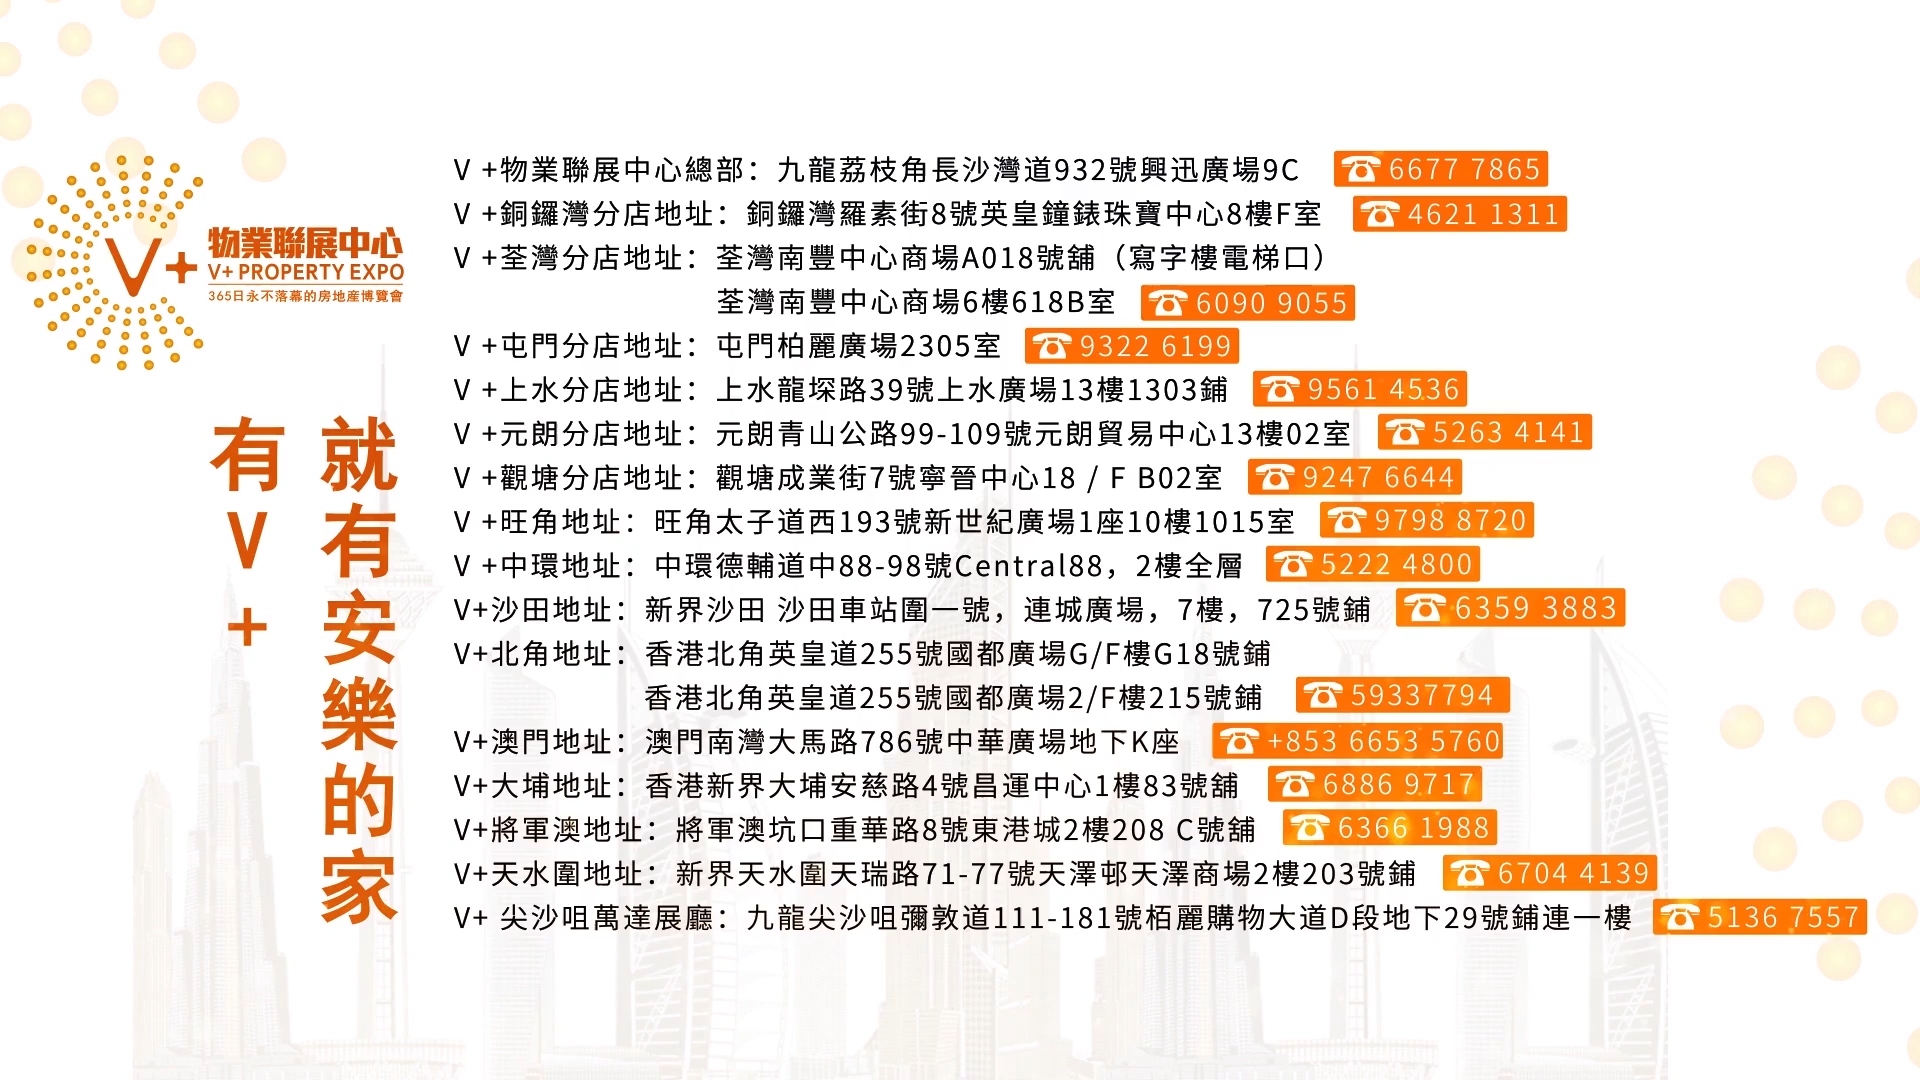 物業聯展中心
V+ PROPERTY EXPO
365日永不落幕的房地産博覽會
有V+
就有安樂的家
V +物業聯展中心總部：九龍荔枝角長沙灣道932號興迅廣場9C ☎ 6677 7865
V +銅鑼灣分店地址：銅鑼灣羅素街8號英皇鐘錶珠寶中心8樓F室 ☎ 4621 1311
V +荃灣分店地址：荃灣南豐中心商場A018號舖（寫字樓電梯口）
荃灣南豐中心商場6樓618B室 ☎ 6090 9055
V +屯門分店地址：屯門柏麗廣場2305室 ☎ 9322 6199
V +上水分店地址：上水龍堔路39號上水廣場13樓1303鋪 ☎ 9561 4536
V +元朗分店地址：元朗青山公路99-109號元朗貿易中心13樓02室 ☎ 5263 4141
V +觀塘分店地址：觀塘成業街7號寧晉中心18 / F B02室 ☎ 9247 6644
V +旺角地址：旺角太子道西193號新世紀廣場1座10樓1015室 ☎ 9798 8720
V +中環地址：中環德輔道中88-98號Central88，2樓全層 ☎ 5222 4800
V+沙田地址：新界沙田 沙田車站圍一號，連城廣場，7樓，725號鋪 ☎ 6359 3883
V+北角地址：香港北角英皇道255號國都廣場G/F樓G18號鋪
香港北角英皇道255號國都廣場2/F樓215號鋪 ☎ 59337794
V+澳門地址：澳門南灣大馬路786號中華廣場地下K座 ☎ +853 6653 5760
V+大埔地址：香港新界大埔安慈路4號昌運中心1樓83號舖 ☎ 6886 9717
V+將軍澳地址：將軍澳坑口重華路8號東港城2樓208 C號舖 ☎ 6366 1988
V+天水圍地址：新界天水圍天瑞路71-77號天澤邨天澤商場2樓203號鋪 ☎ 6704 4139
V+ 尖沙咀萬達展廳：九龍尖沙咀彌敦道111-181號栢麗購物大道D段地下29號鋪連一樓 ☎ 5136 7557